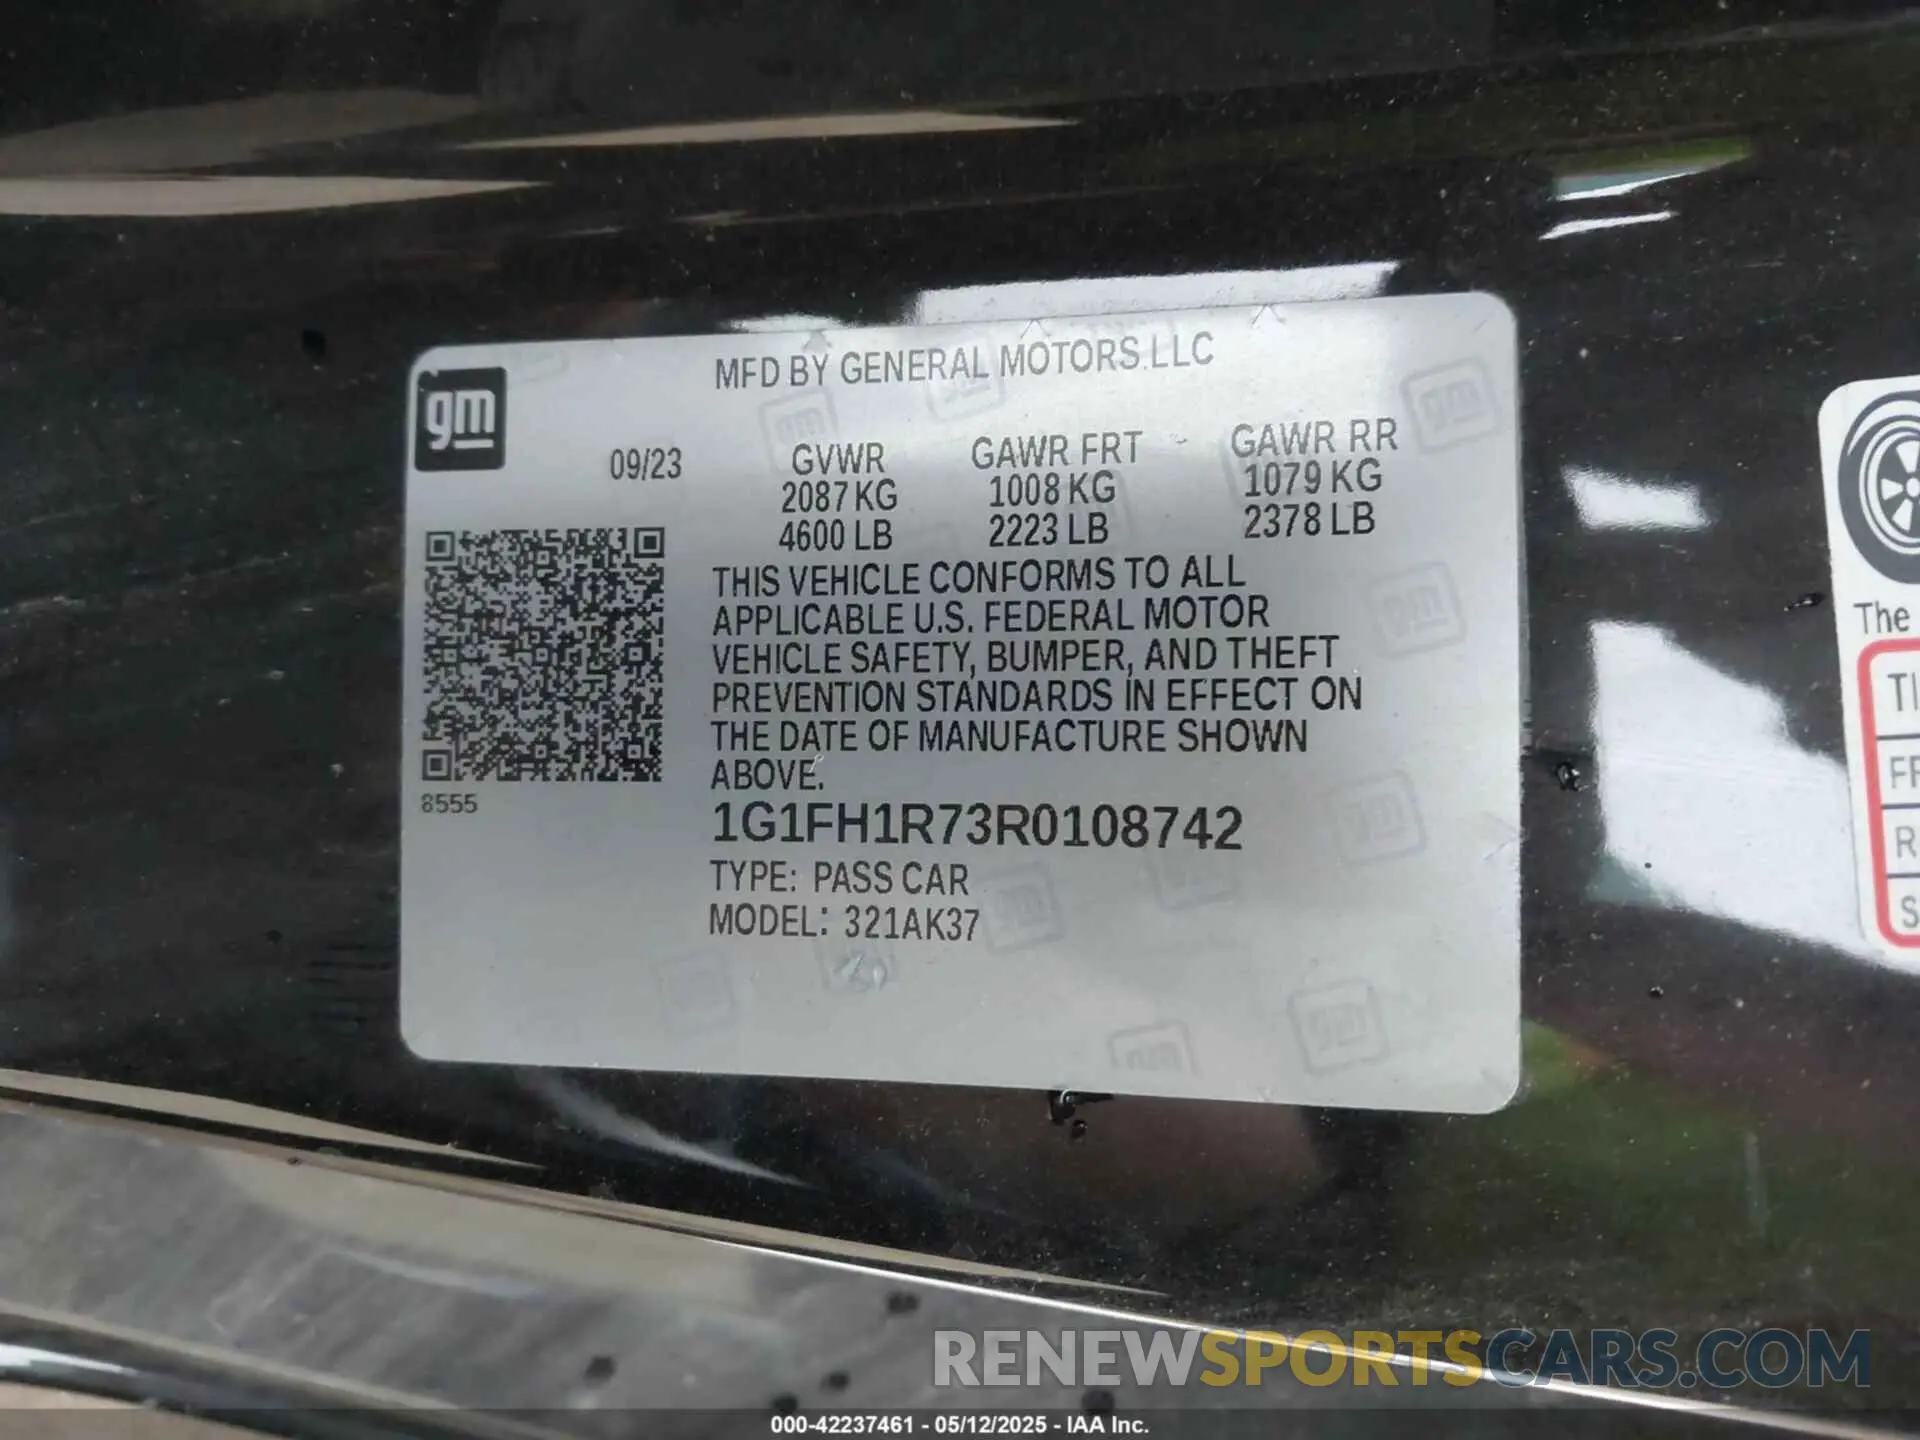 MFD BY GENERAL MOTORS LLC
gm
09/23
GVWR GAWR FRT GAWR RR
2087 KG 1008 KG 1079 KG
4600 LB 2223 LB 2378 LB
THIS VEHICLE CONFORMS TO ALL
APPLICABLE U.S. FEDERAL MOTOR
VEHICLE SAFETY, BUMPER, AND THEFT
PREVENTION STANDARDS IN EFFECT ON
THE DATE OF MANUFACTURE SHOWN
ABOVE.
8555
1G1FH1R73R0108742
TYPE: PASS CAR
MODEL: 321AK37
The
RENEWSPORTSCARS.COM
000-42237461 - 05/12/2025 - IAA Inc.